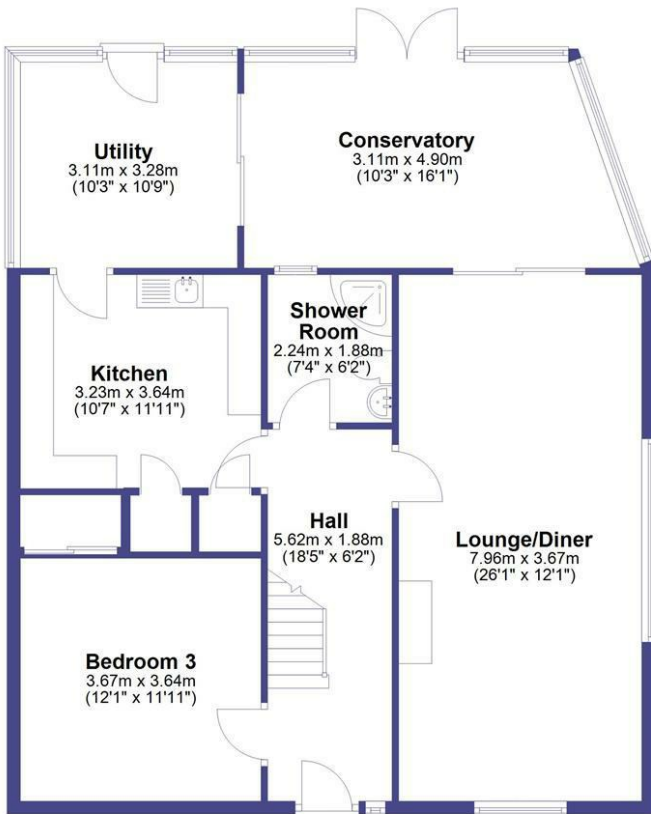 Utility
3.11m x 3.28m
(10'3" x 10'9")
Conservatory
3.11m x 4.90m
(10'3" x 16'1")
Shower
Room
2.24m x 1.88m
(7'4" x 6'2")
Kitchen
3.23m x 3.64m
(10'7" x 11'11")
Hall
5.62m x 1.88m
(18'5" x 6'2")
Lounge/Diner
7.96m x 3.67m
(26'1" x 12'1")
Bedroom 3
3.67m x 3.64m
(12'1" x 11'11")